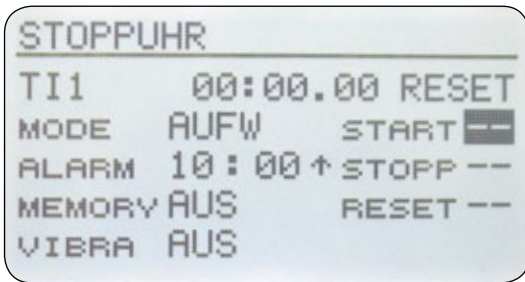 STOPPUHR
TI1 00:00.00 RESET
MODE AUFW START --
ALARM 10:00↑ STOPP --
MEMORY AUS RESET --
VIBRA AUS